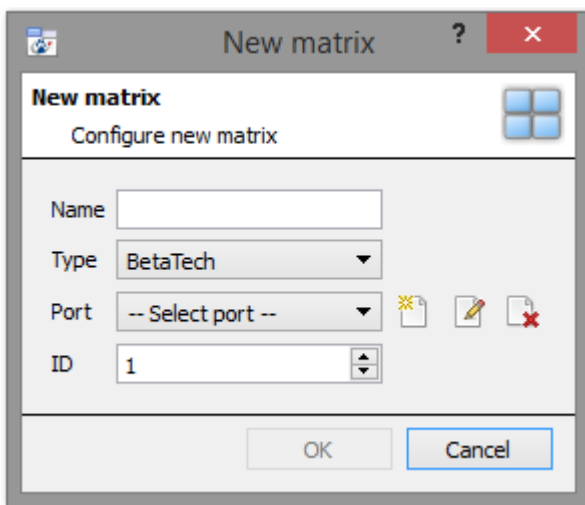 New matrix ?
New matrix
Configure new matrix
Name
Type BetaTech
Port -- Select port --
ID 1
OK Cancel